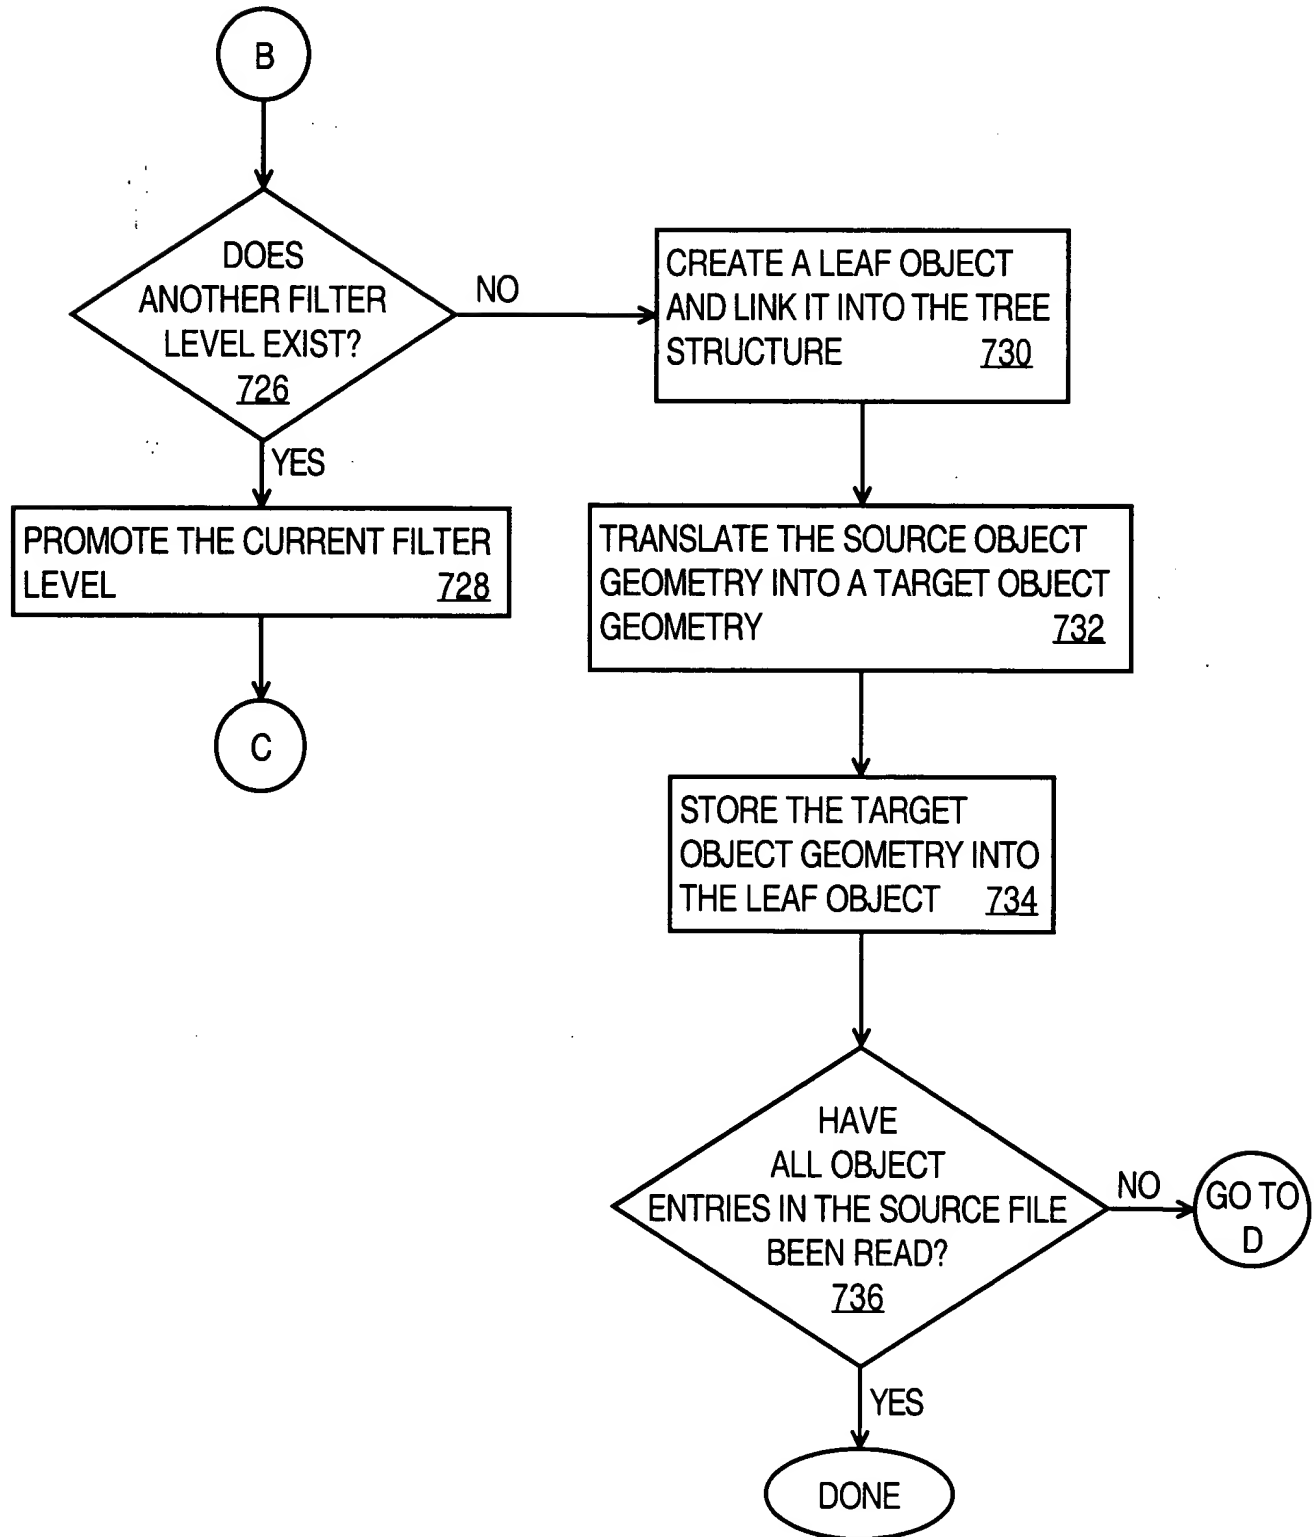 B
DOES
ANOTHER FILTER
LEVEL EXIST?
726
NO
YES
CREATE A LEAF OBJECT
AND LINK IT INTO THE TREE
STRUCTURE 730
PROMOTE THE CURRENT FILTER
LEVEL 728
C
TRANSLATE THE SOURCE OBJECT
GEOMETRY INTO A TARGET OBJECT
GEOMETRY 732
STORE THE TARGET
OBJECT GEOMETRY INTO
THE LEAF OBJECT 734
HAVE
ALL OBJECT
ENTRIES IN THE SOURCE FILE
BEEN READ?
736
NO
GO TO
D
YES
DONE